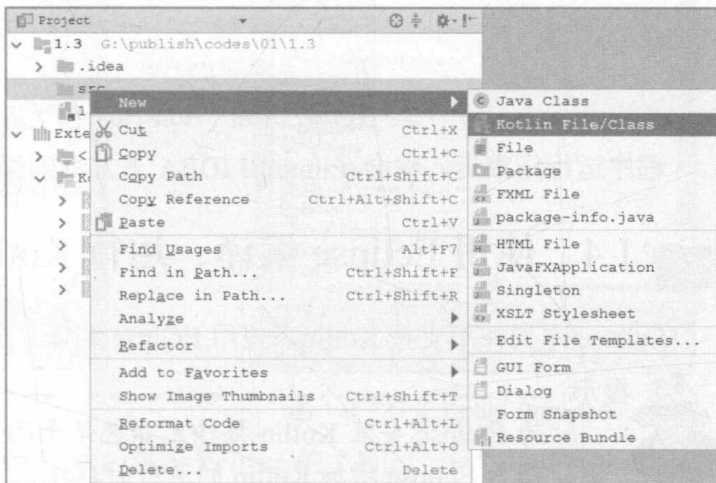 Project
1.3 G:\publish\codes\01\1.3
.idea
src
1
Exte
<
Ko
New
Cut Ctrl+X
Copy Ctrl+C
Copy Path Ctrl+Shift+C
Copy Reference Ctrl+Alt+Shift+C
Paste Ctrl+V
Find Usages Alt+F7
Find in Path... Ctrl+Shift+F
Replace in Path... Ctrl+Shift+R
Analyze
Refactor
Add to Favorites
Show Image Thumbnails Ctrl+Shift+T
Reformat Code Ctrl+Alt+L
Optimize Imports Ctrl+Alt+O
Delete... Delete
Java Class
Kotlin File/Class
File
Package
FXML File
package-info.java
HTML File
JavaFXApplication
Singleton
XSLT Stylesheet
Edit File Templates...
GUI Form
Dialog
Form Snapshot
Resource Bundle